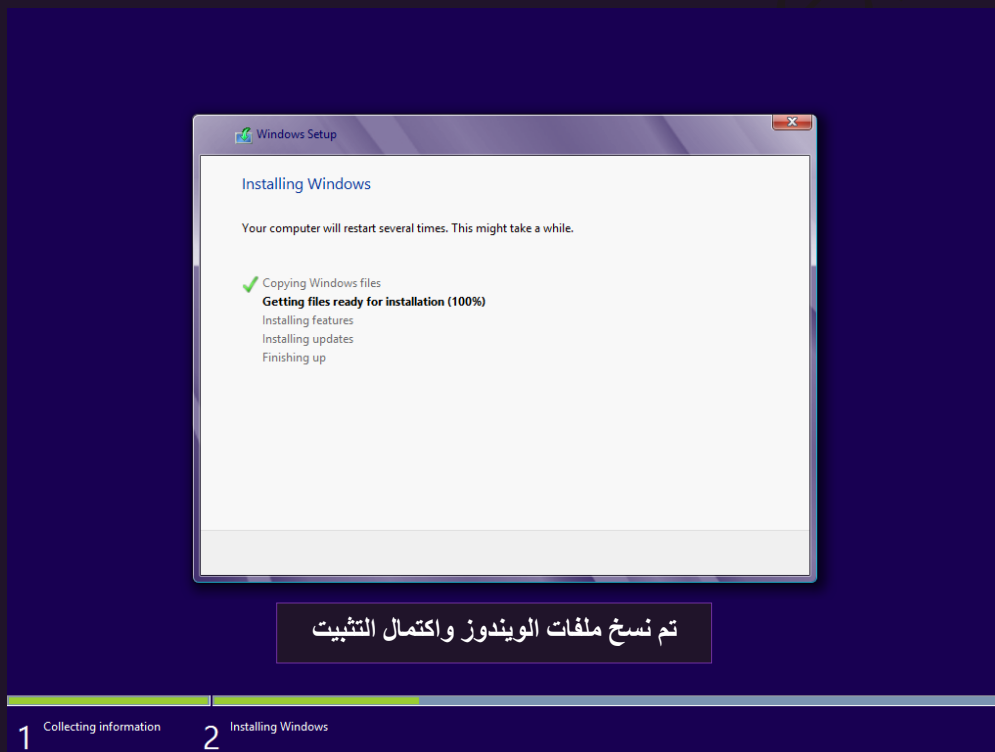 Windows Setup
Installing Windows
Your computer will restart several times. This might take a while.
Copying Windows files
Getting files ready for installation (100%)
Installing features
Installing updates
Finishing up
تم نسخ ملفات الويندوز واكتمال التثبيت
1 Collecting information 2 Installing Windows